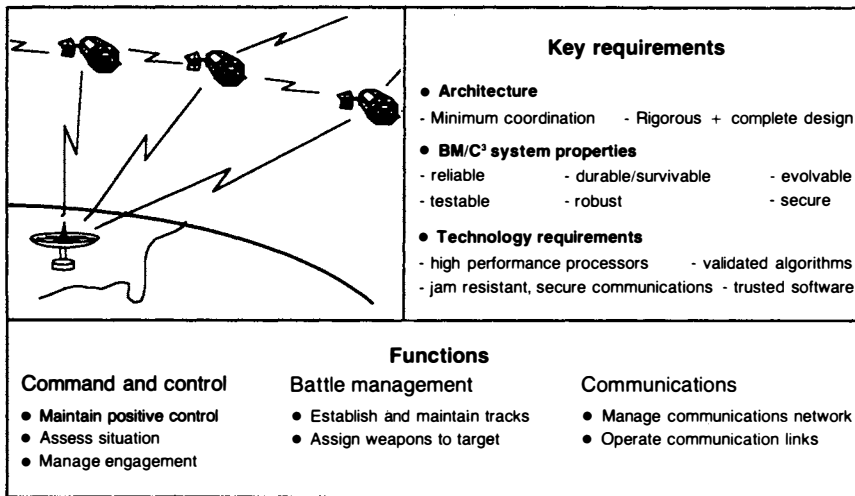 Key requirements
● Architecture
- Minimum coordination - Rigorous + complete design
● BM/C³ system properties
- reliable - durable/survivable - evolvable
- testable - robust - secure
● Technology requirements
- high performance processors - validated algorithms
- jam resistant, secure communications - trusted software
Functions
Command and control
● Maintain positive control
● Assess situation
● Manage engagement
Battle management
● Establish and maintain tracks
● Assign weapons to target
Communications
● Manage communications network
● Operate communication links